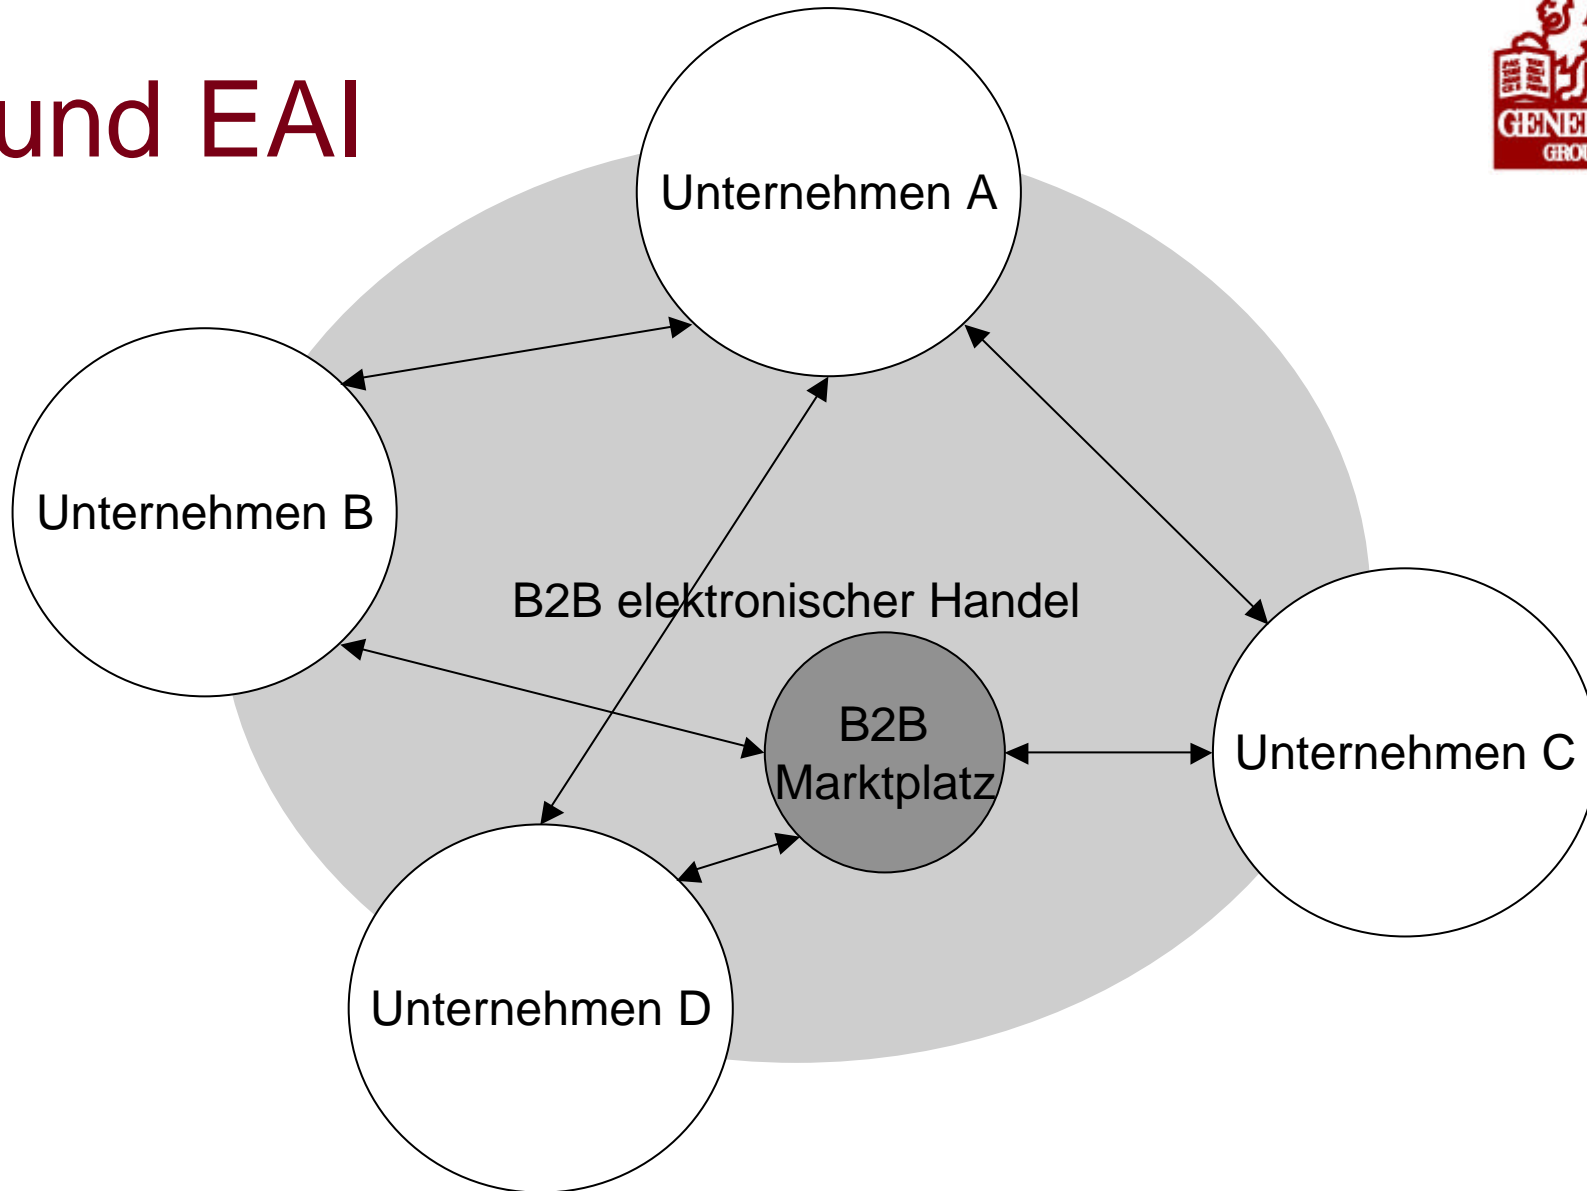 und EAI
Unternehmen A
Unternehmen B
B2B elektronischer Handel
B2B
Marktplatz
Unternehmen C
Unternehmen D